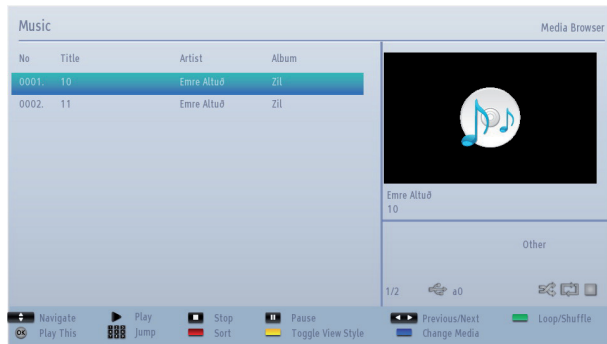 Music
Media Browser
No Title Artist Album
0001. 10 Emre Altuð Zil
0002. 11 Emre Altuð Zil
Emre Altuð
10
Other
1/2 a0
Navigate Play Stop Pause Previous/Next Loop/Shuffle
OK Play This Jump Sort Toggle View Style Change Media